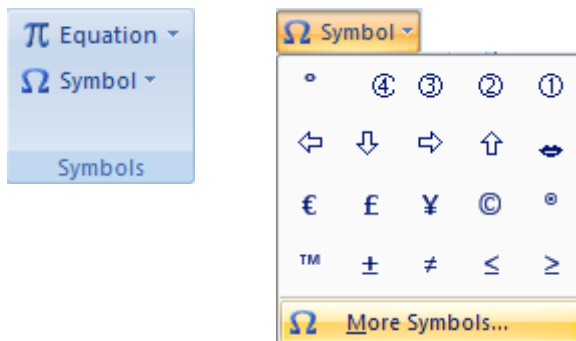 π Equation
Ω Symbol
Symbols
Ω Symbol
° ④ ③ ② ①
⇦ ⇩ ⇨ ⇧
€ £ ¥ © ®
™ ± ≠ ≤ ≥
Ω More Symbols...